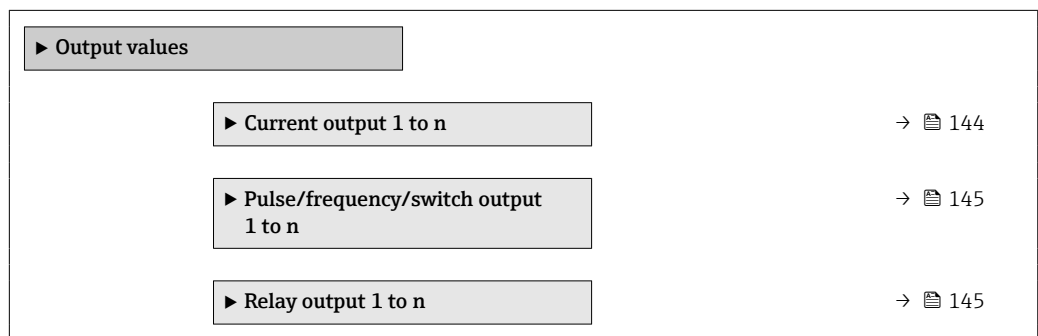 ▶ Output values
▶ Current output 1 to n → 144
▶ Pulse/frequency/switch output
1 to n → 145
▶ Relay output 1 to n → 145